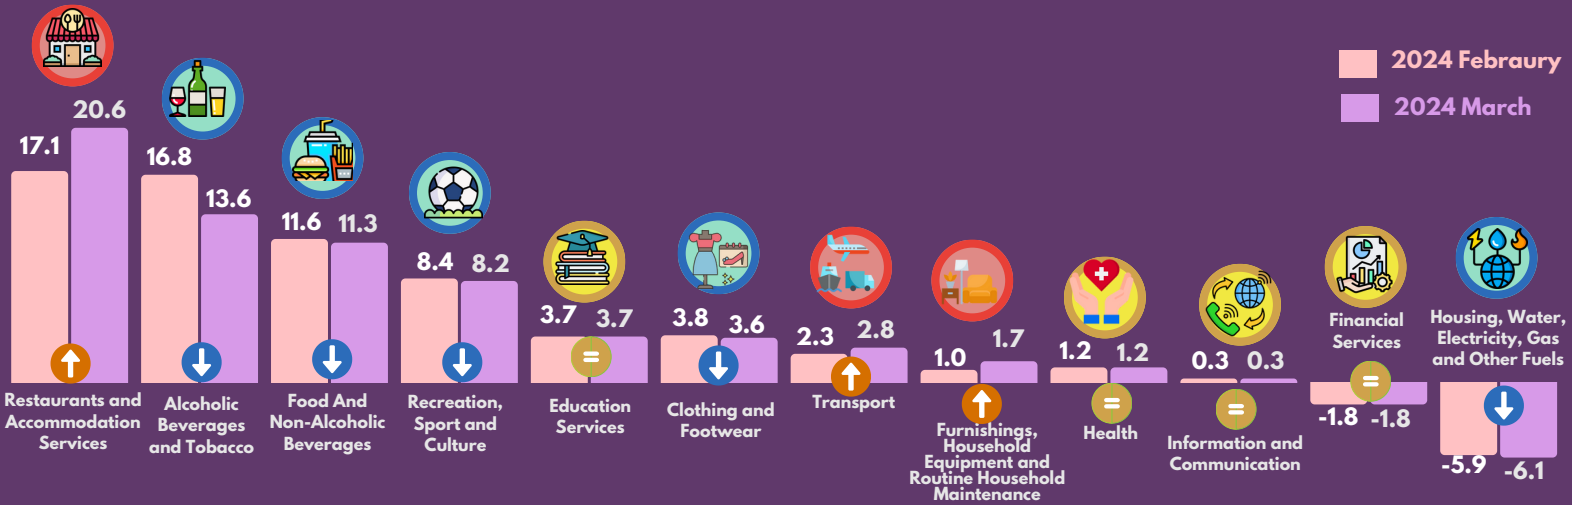 2024 Febraury
2024 March
17.1
20.6
Restaurants and
Accommodation
Services
16.8
13.6
Alcoholic
Beverages
and Tobacco
11.6
11.3
Food And
Non-Alcoholic
Beverages
8.4
8.2
Recreation,
Sport and
Culture
3.7
3.7
=
Education
Services
3.8
3.6
Clothing and
Footwear
2.3
2.8
Transport
1.0
1.7
Furnishings,
Household
Equipment and
Routine Household
Maintenance
1.2
1.2
=
Health
0.3
0.3
=
Information and
Communication
Financial
Services
=
-1.8
-1.8
Housing, Water,
Electricity, Gas
and Other Fuels
-5.9
-6.1